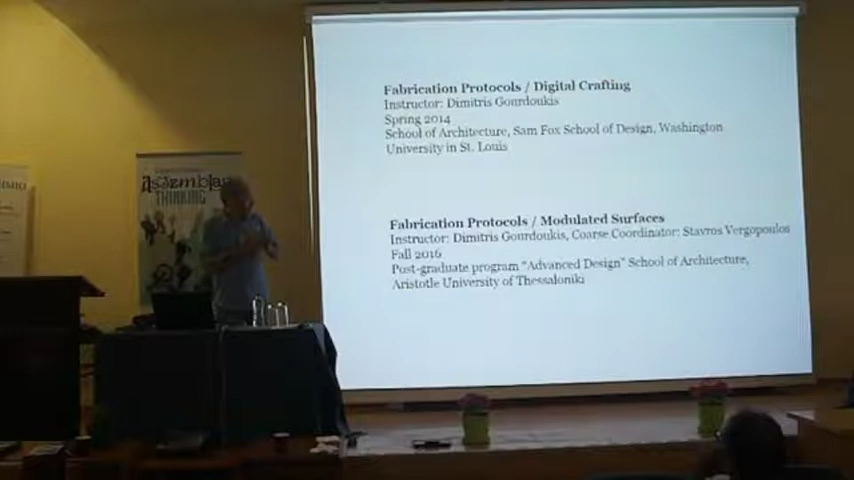 Fabrication Protocols / Digital Crafting
Instructor: Dimitris Gourdoukis
Spring 2014
School of Architecture, Sam Fox School of Design, Washington
University in St. Louis
Fabrication Protocols / Modulated Surfaces
Instructor: Dimitris Gourdoukis, Coarse Coordinator: Stavros Vergopoulos
Fall 2016
Post-graduate program "Advanced Design" School of Architecture,
Aristotle University of Thessaloniki
THINKING